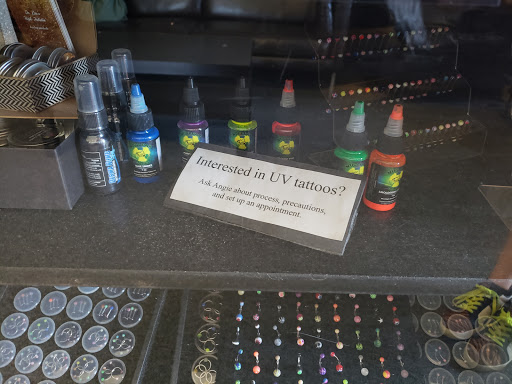 Interested in UV tattoos?
Ask Angie about process, precautions,
and set up an appointment.